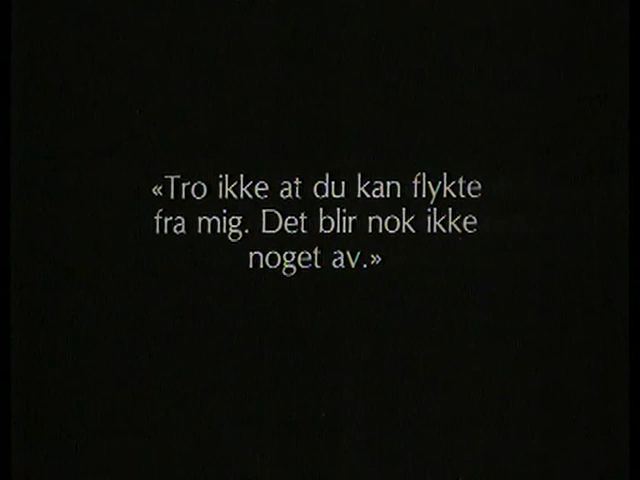 «Tro ikke at du kan flykte
fra mig. Det blir nok ikke
noget av.»